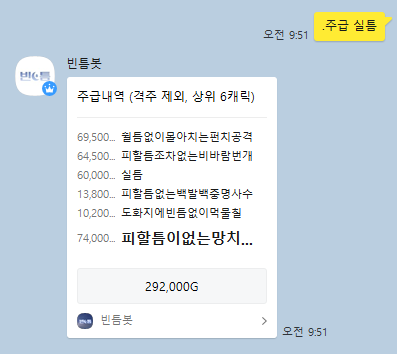 .주급 실틈
오전 9:51
빈틈봇
빈틈
주급내역 (격주 제외, 상위 6캐릭)
69,500... 쉴틈없이몰아치는펀치공격
64,500... 피할틈조차없는비바람번개
60,000... 실틈
13,800... 피할틈없는백발백중명사수
10,200... 도화지에빈틈없이먹물칠
74,000... 피할틈이없는망치...
292,000G
빈틈봇
오전 9:51